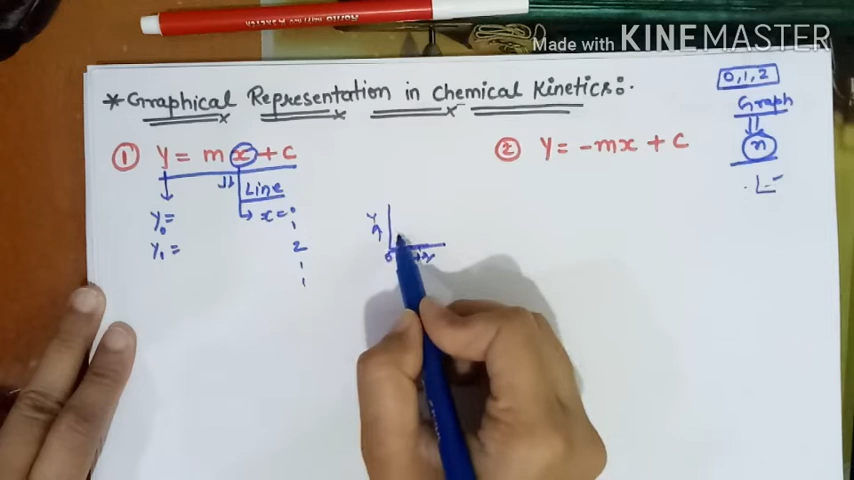 Made with KINEMASTER
* Graphical Representation in Chemical Kinetics:
0,1,2
Graph
n
① y = mx + c
② y = -mx + c
Line
x = 0
1
2
y₀ =
y₁ =
y
0
x